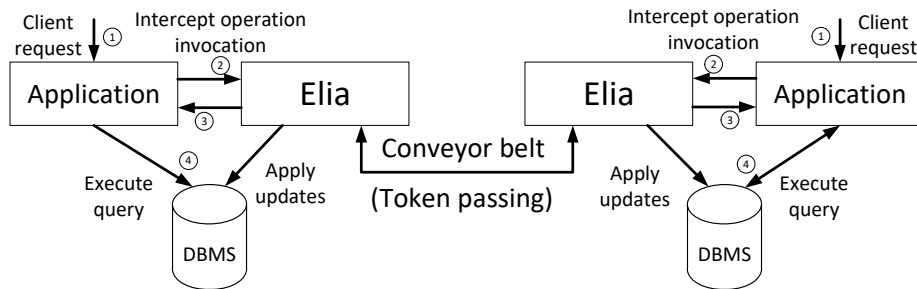 Client
request
1
Intercept operation
invocation
2
Application
Elia
3
4
Execute
query
Apply
updates
DBMS
Conveyor belt
(Token passing)
Intercept operation
invocation
2
1
Client
request
Elia
Application
3
4
Apply
updates
Execute
query
DBMS